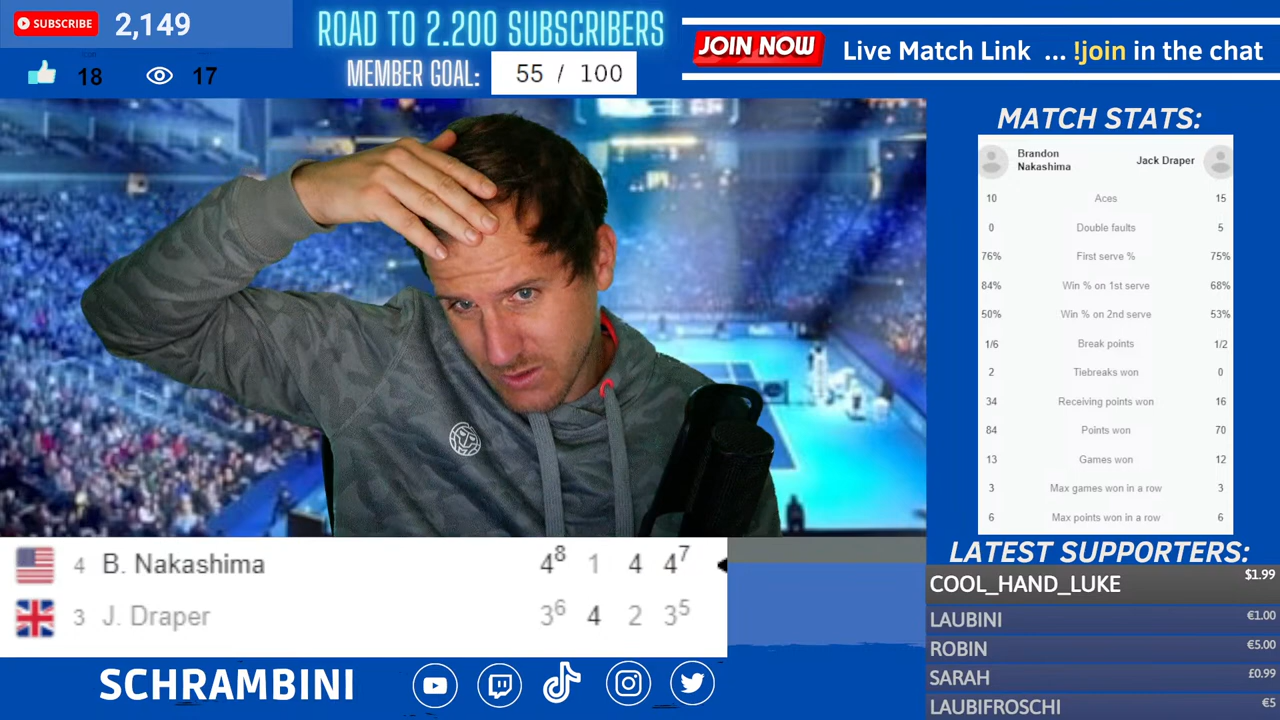 SUBSCRIBE 2,149
18 17
ROAD TO 2.200 SUBSCRIBERS
MEMBER GOAL: 55 / 100
JOIN NOW Live Match Link ... !join in the chat
MATCH STATS:
Brandon Nakashima Jack Draper
10 Aces 15
0 Double faults 5
76% First serve % 75%
84% Win % on 1st serve 68%
50% Win % on 2nd serve 53%
1/6 Break points 1/2
2 Tiebreaks won 0
34 Receiving points won 16
84 Points won 70
13 Games won 12
3 Max games won in a row 3
6 Max points won in a row 6
4 B. Nakashima 4⁸ 1 4 4⁷
3 J. Draper 3⁶ 4 2 3⁵
LATEST SUPPORTERS:
COOL_HAND_LUKE $1.99
LAUBINI €1.00
ROBIN €5.00
SARAH £0.99
LAUBIFROSCHI €5
SCHRAMBINI